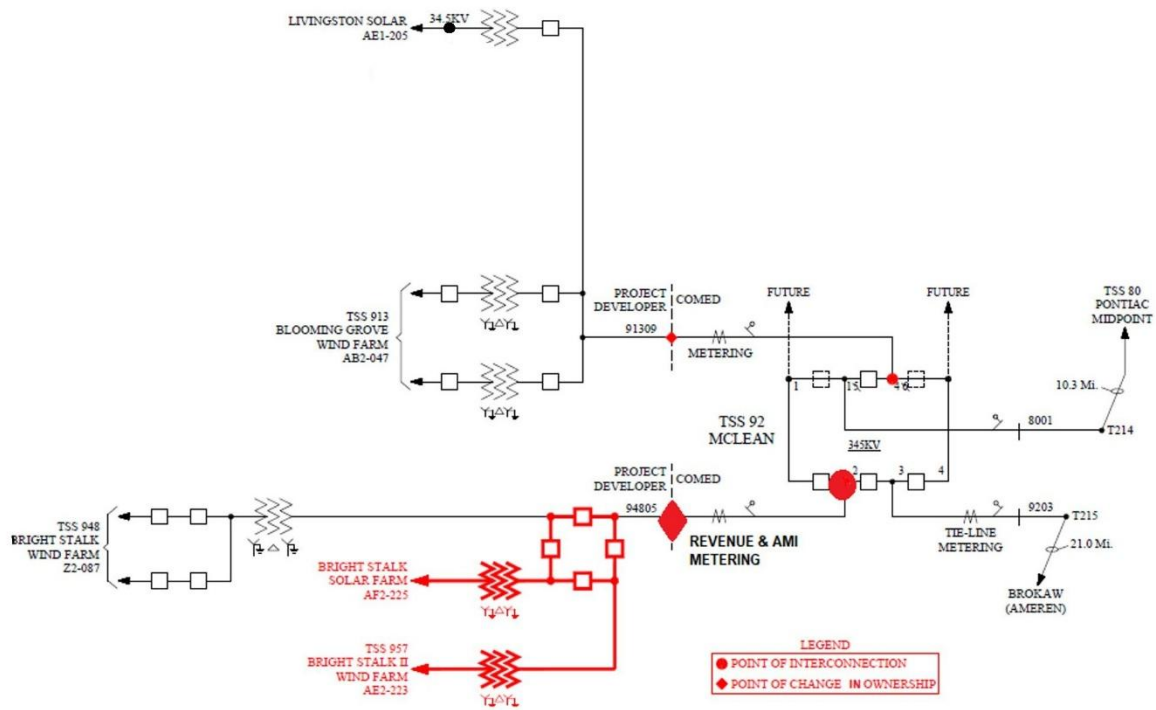 LIVINGSTON SOLAR
AE1-205
34.5KV
TSS 913
BLOOMING GROVE
WIND FARM
AB2-047
PROJECT
DEVELOPER
COMED
91309
METERING
FUTURE
FUTURE
TSS 80
PONTIAC
MIDPOINT
10.3 Mi.
T214
8001
1
TSS 92
MCLEAN
345KV
2
3
4
PROJECT
DEVELOPER
COMED
94805
REVENUE & AMI
METERING
TIE-LINE
METERING
9203
T215
21.0 Mi.
BROKAW
(AMEREN)
TSS 948
BRIGHT STALK
WIND FARM
Z2-087
BRIGHT STALK
SOLAR FARM
AF2-225
TSS 957
BRIGHT STALK II
WIND FARM
AE2-223
LEGEND
POINT OF INTERCONNECTION
POINT OF CHANGE IN OWNERSHIP